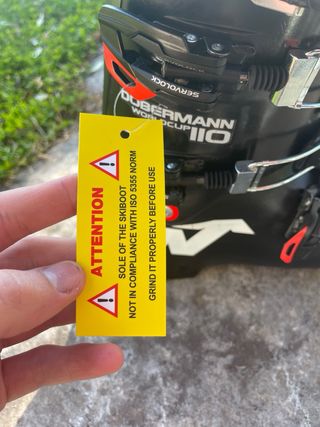 SERVOLOCK
DOBERMANN
WORLDCUP 110
ATTENTION
SOLE OF THE SKIBOOT
NOT IN COMPLIANCE WITH ISO 5355 NORM
GRIND IT PROPERLY BEFORE USE